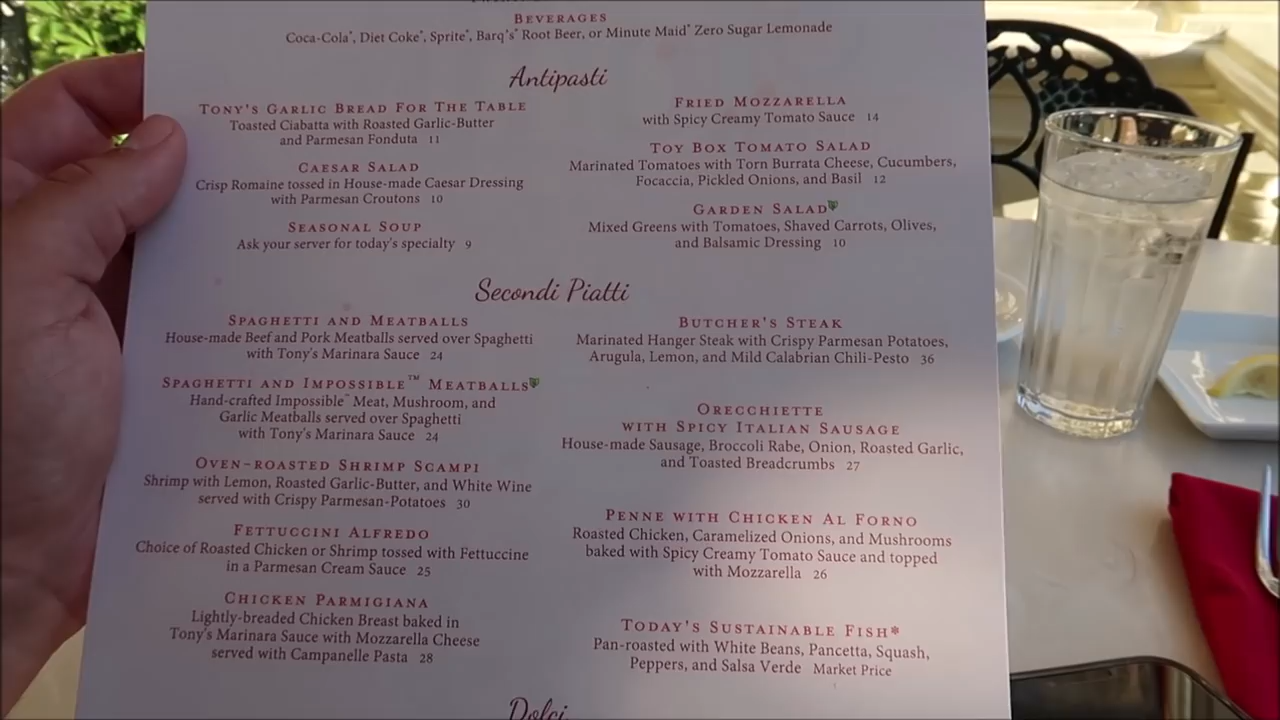 BEVERAGES
Coca-Cola®, Diet Coke®, Sprite®, Barq's® Root Beer, or Minute Maid® Zero Sugar Lemonade
Antipasti
TONY'S GARLIC BREAD FOR THE TABLE
Toasted Ciabatta with Roasted Garlic-Butter
and Parmesan Fonduta 11
CAESAR SALAD
Crisp Romaine tossed in House-made Caesar Dressing
with Parmesan Croutons 10
SEASONAL SOUP
Ask your server for today's specialty 9
FRIED MOZZARELLA
with Spicy Creamy Tomato Sauce 14
TOY BOX TOMATO SALAD
Marinated Tomatoes with Torn Burrata Cheese, Cucumbers,
Focaccia, Pickled Onions, and Basil 12
GARDEN SALAD
Mixed Greens with Tomatoes, Shaved Carrots, Olives,
and Balsamic Dressing 10
Secondi Piatti
SPAGHETTI AND MEATBALLS
House-made Beef and Pork Meatballs served over Spaghetti
with Tony's Marinara Sauce 24
SPAGHETTI AND IMPOSSIBLE™ MEATBALLS
Hand-crafted Impossible™ Meat, Mushroom, and
Garlic Meatballs served over Spaghetti
with Tony's Marinara Sauce 24
OVEN-ROASTED SHRIMP SCAMPI
Shrimp with Lemon, Roasted Garlic-Butter, and White Wine
served with Crispy Parmesan-Potatoes 30
FETTUCCINI ALFREDO
Choice of Roasted Chicken or Shrimp tossed with Fettuccine
in a Parmesan Cream Sauce 25
CHICKEN PARMIGIANA
Lightly-breaded Chicken Breast baked in
Tony's Marinara Sauce with Mozzarella Cheese
served with Campanelle Pasta 28
BUTCHER'S STEAK
Marinated Hanger Steak with Crispy Parmesan Potatoes,
Arugula, Lemon, and Mild Calabrian Chili-Pesto 36
ORECCHIETTE
WITH SPICY ITALIAN SAUSAGE
House-made Sausage, Broccoli Rabe, Onion, Roasted Garlic,
and Toasted Breadcrumbs 27
PENNE WITH CHICKEN AL FORNO
Roasted Chicken, Caramelized Onions, and Mushrooms
baked with Spicy Creamy Tomato Sauce and topped
with Mozzarella 26
TODAY'S SUSTAINABLE FISH*
Pan-roasted with White Beans, Pancetta, Squash,
Peppers, and Salsa Verde Market Price
Dolci